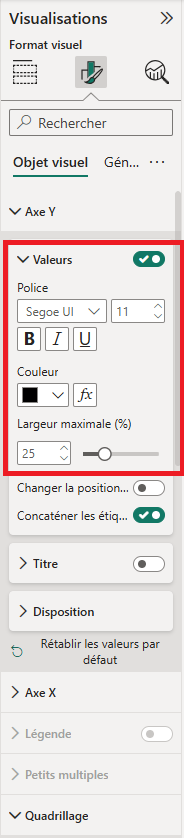 Visualisations
Format visuel
Rechercher
Objet visuel Gén... ...
Axe Y
Valeurs
Police
Segoe UI 11
B I U
Couleur
fx
Largeur maximale (%)
25
Changer la position...
Concaténer les étiq...
Titre
Disposition
Rétablir les valeurs par
défaut
Axe X
Légende
Petits multiples
Quadrillage